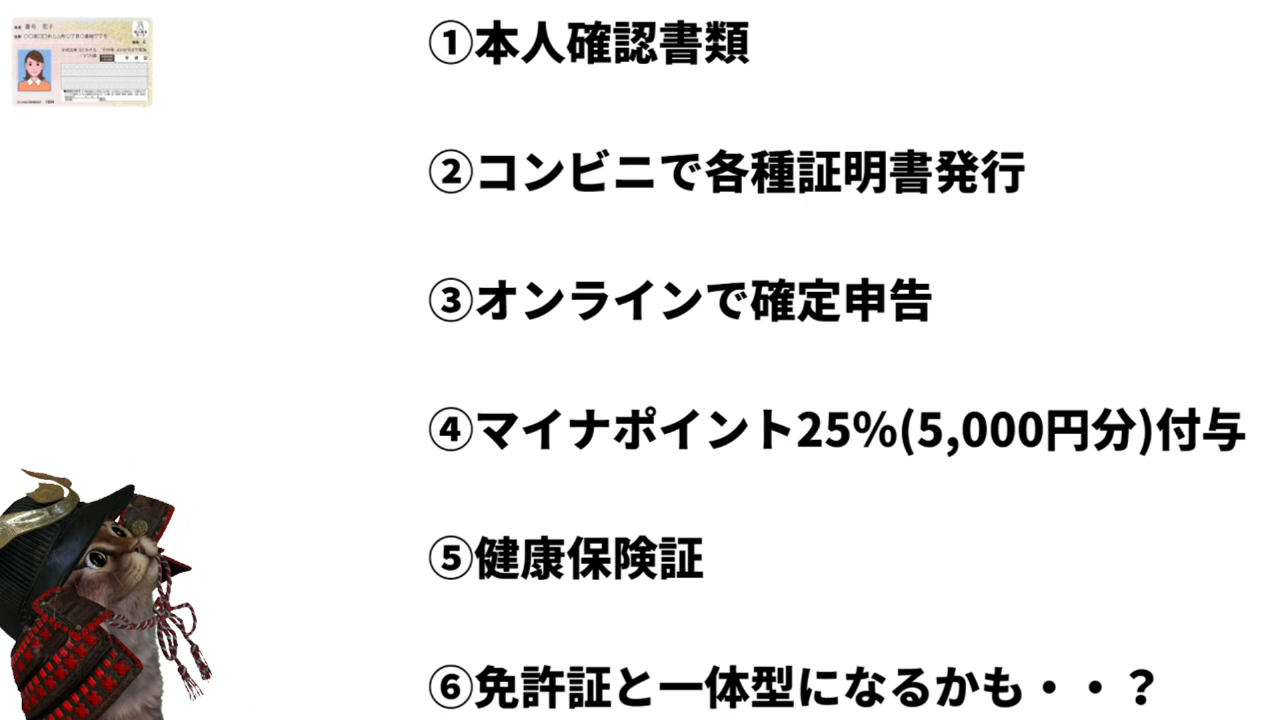 ①本人確認書類
②コンビニで各種証明書発行
③オンラインで確定申告
④マイナポイント25%(5,000円分)付与
⑤健康保険証
⑥免許証と一体型になるかも・・？